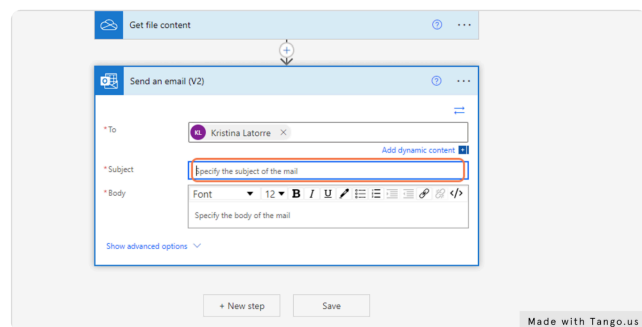 Get file content
Send an email (V2)
*To
KL Kristina Latorre ×
Add dynamic content
*Subject
Specify the subject of the mail
*Body
Font 12 B I U </>
Specify the body of the mail
Show advanced options
+ New step
Save
Made with Tango.us